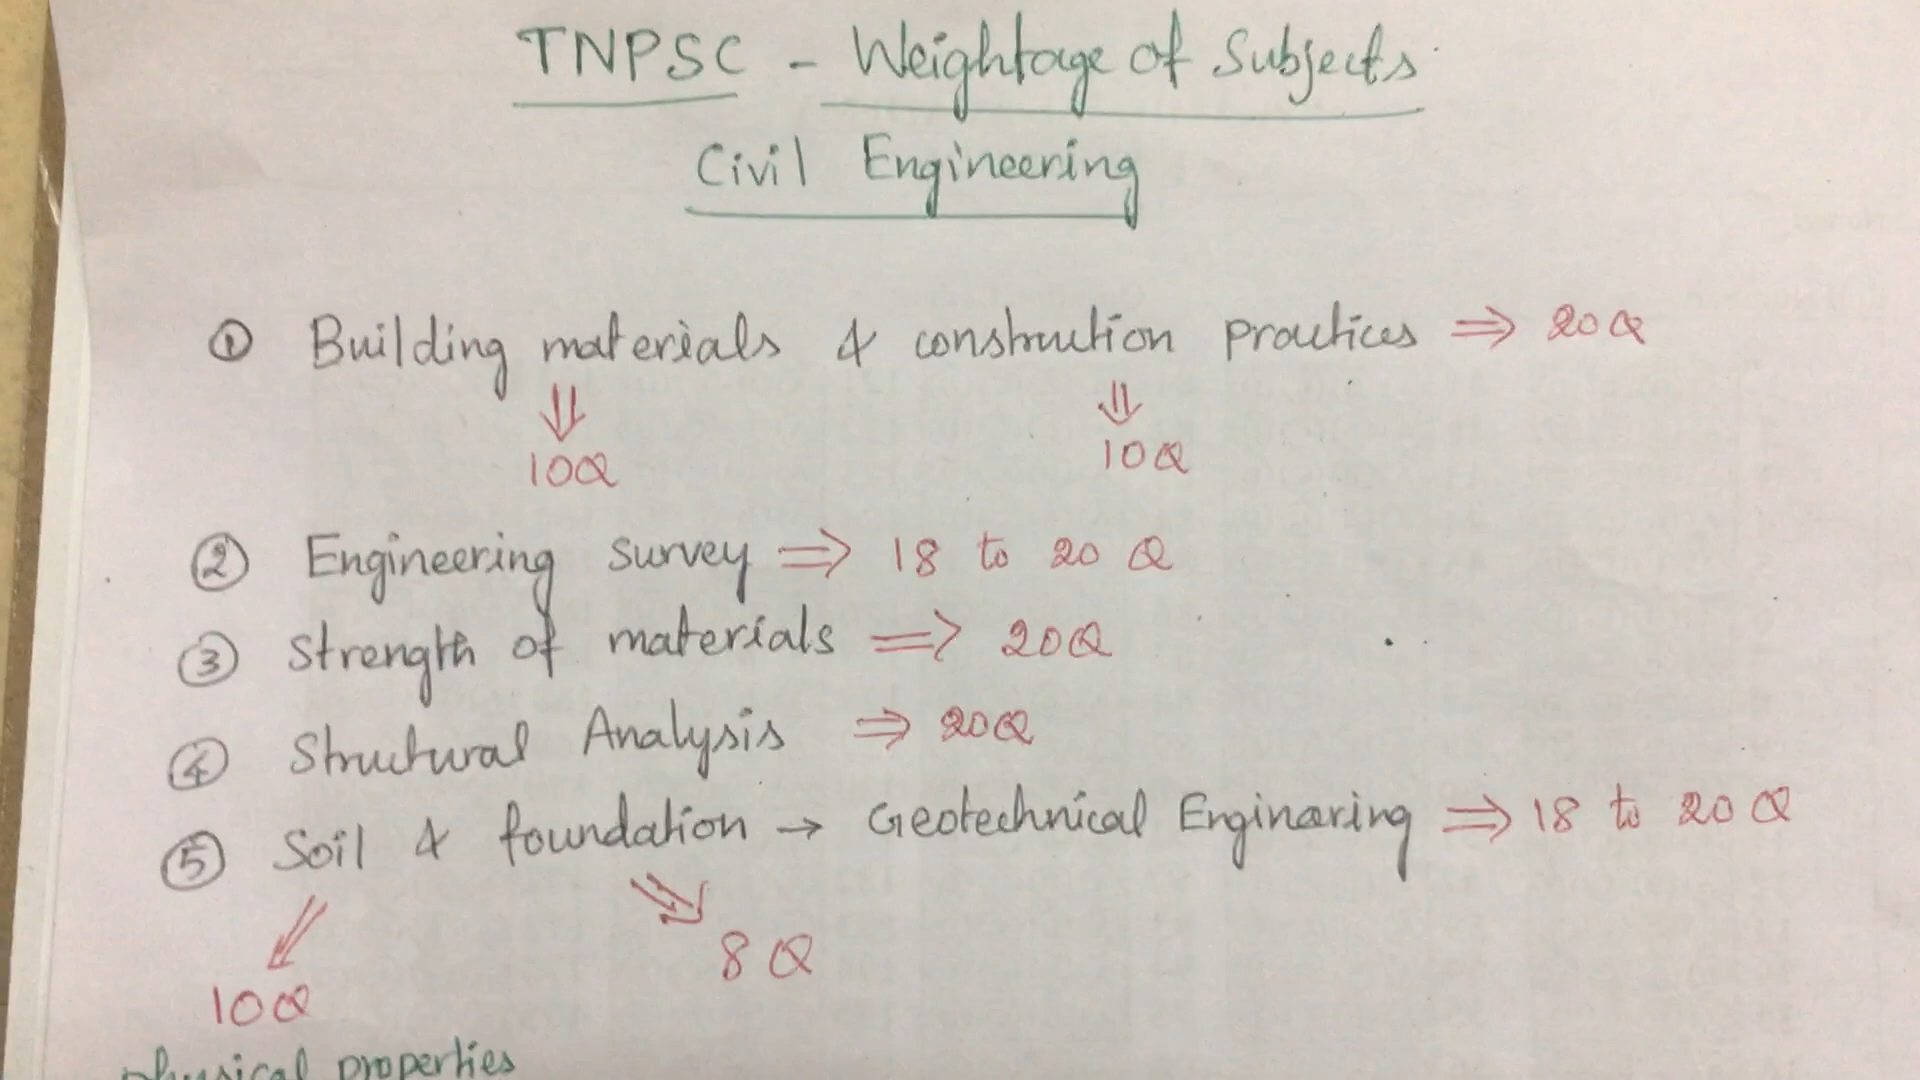 TNPSC - Weightage of Subjects
Civil Engineering
① Building materials & construction practices ⇒ 20Q
⇓ ⇓
10Q 10Q
② Engineering survey ⇒ 18 to 20 Q
③ Strength of materials ⇒ 20Q
④ Structural Analysis ⇒ 20Q
⑤ Soil & foundation → Geotechnical Enginearing ⇒ 18 to 20 Q
8 Q
10Q
physical properties